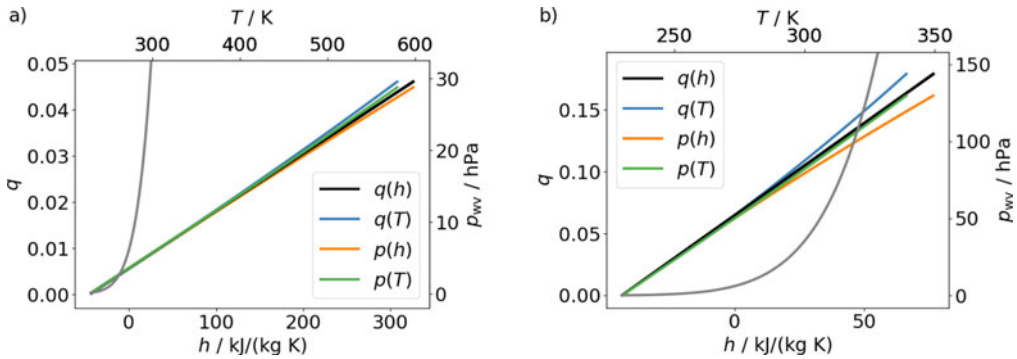 a)
T / K
300 400 500 600
0.05
0.04
0.03
0.02
0.01
0.00
q
30
20
10
0
p_wv / hPa
q(h)
q(T)
p(h)
p(T)
0 100 200 300
h / kJ/(kg K)
b)
T / K
250 300 350
0.15
0.10
0.05
0.00
q
150
100
50
0
p_wv / hPa
q(h)
q(T)
p(h)
p(T)
0 50
h / kJ/(kg K)